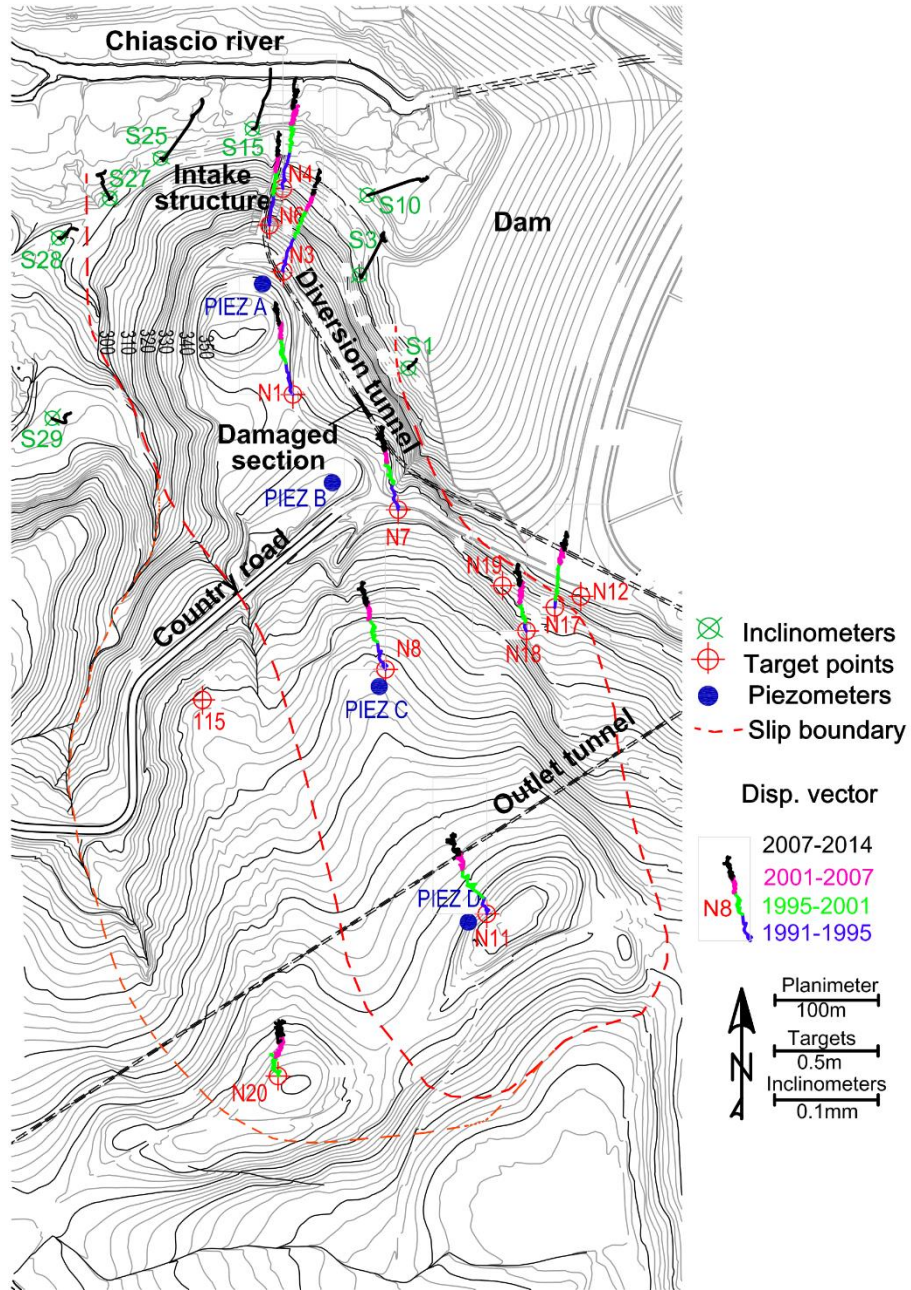 Chiascio river
S25
S15
S27
Intake
structure
N4
S10
N6
S28
N3
S3
Dam
PIEZ A
Diversion tunnel
300
310
320
330
340
350
S1
N1
S29
Damaged
section
PIEZ B
N7
Country road
N19
N12
N17
N18
N8
PIEZ C
115
Outlet tunnel
PIEZ D
N11
N20
Inclinometers
Target points
Piezometers
Slip boundary
Disp. vector
2007-2014
2001-2007
N8
1995-2001
1991-1995
N
Planimeter
100m
Targets
0.5m
Inclinometers
0.1mm